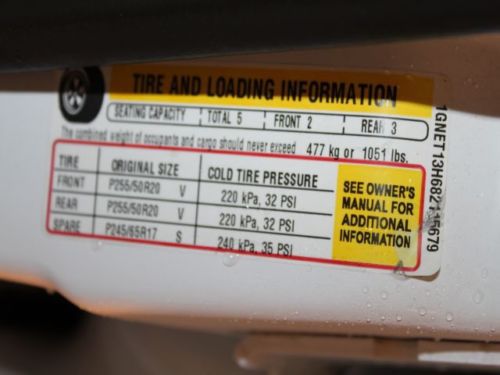 TIRE AND LOADING INFORMATION
SEATING CAPACITY TOTAL 5 FRONT 2 REAR 3
The combined weight of occupants and cargo should never exceed 477 kg or 1051 lbs.
TIRE ORIGINAL SIZE COLD TIRE PRESSURE
FRONT P255/50R20 V 220 kPa, 32 PSI
REAR P255/50R20 V 220 kPa, 32 PSI
SPARE P245/65R17 S 240 kPa, 35 PSI
SEE OWNER'S
MANUAL FOR
ADDITIONAL
INFORMATION